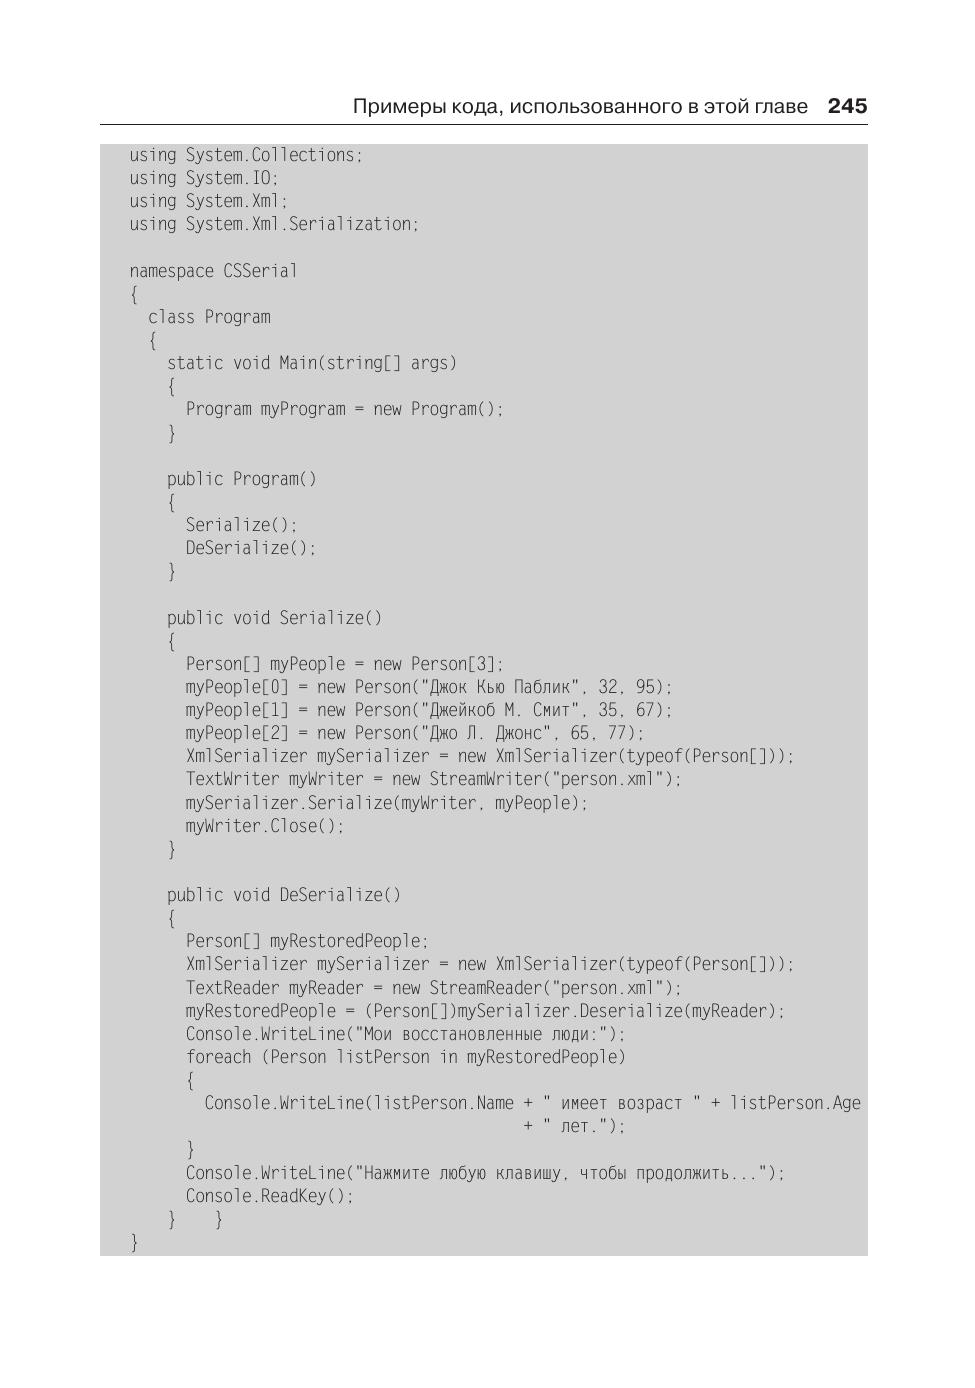 Примеры кода, использованного в этой главе 245
using System.Collections;
using System.IO;
using System.Xml;
using System.Xml.Serialization;
namespace CSSerial
{
class Program
{
static void Main(string[] args)
{
Program myProgram = new Program();
}
public Program()
{
Serialize();
DeSerialize();
}
public void Serialize()
{
Person[] myPeople = new Person[3];
myPeople[0] = new Person("Джок Кью Паблик", 32, 95);
myPeople[1] = new Person("Джейкоб М. Смит", 35, 67);
myPeople[2] = new Person("Джо Л. Джонс", 65, 77);
XmlSerializer mySerializer = new XmlSerializer(typeof(Person[]));
TextWriter myWriter = new StreamWriter("person.xml");
mySerializer.Serialize(myWriter, myPeople);
myWriter.Close();
}
public void DeSerialize()
{
Person[] myRestoredPeople;
XmlSerializer mySerializer = new XmlSerializer(typeof(Person[]));
TextReader myReader = new StreamReader("person.xml");
myRestoredPeople = (Person[])mySerializer.Deserialize(myReader);
Console.WriteLine("Мои восстановленные люди:");
foreach (Person listPerson in myRestoredPeople)
{
Console.WriteLine(listPerson.Name + " имеет возраст " + listPerson.Age
+ " лет.");
}
Console.WriteLine("Нажмите любую клавишу, чтобы продолжить...");
Console.ReadKey();
} }
}